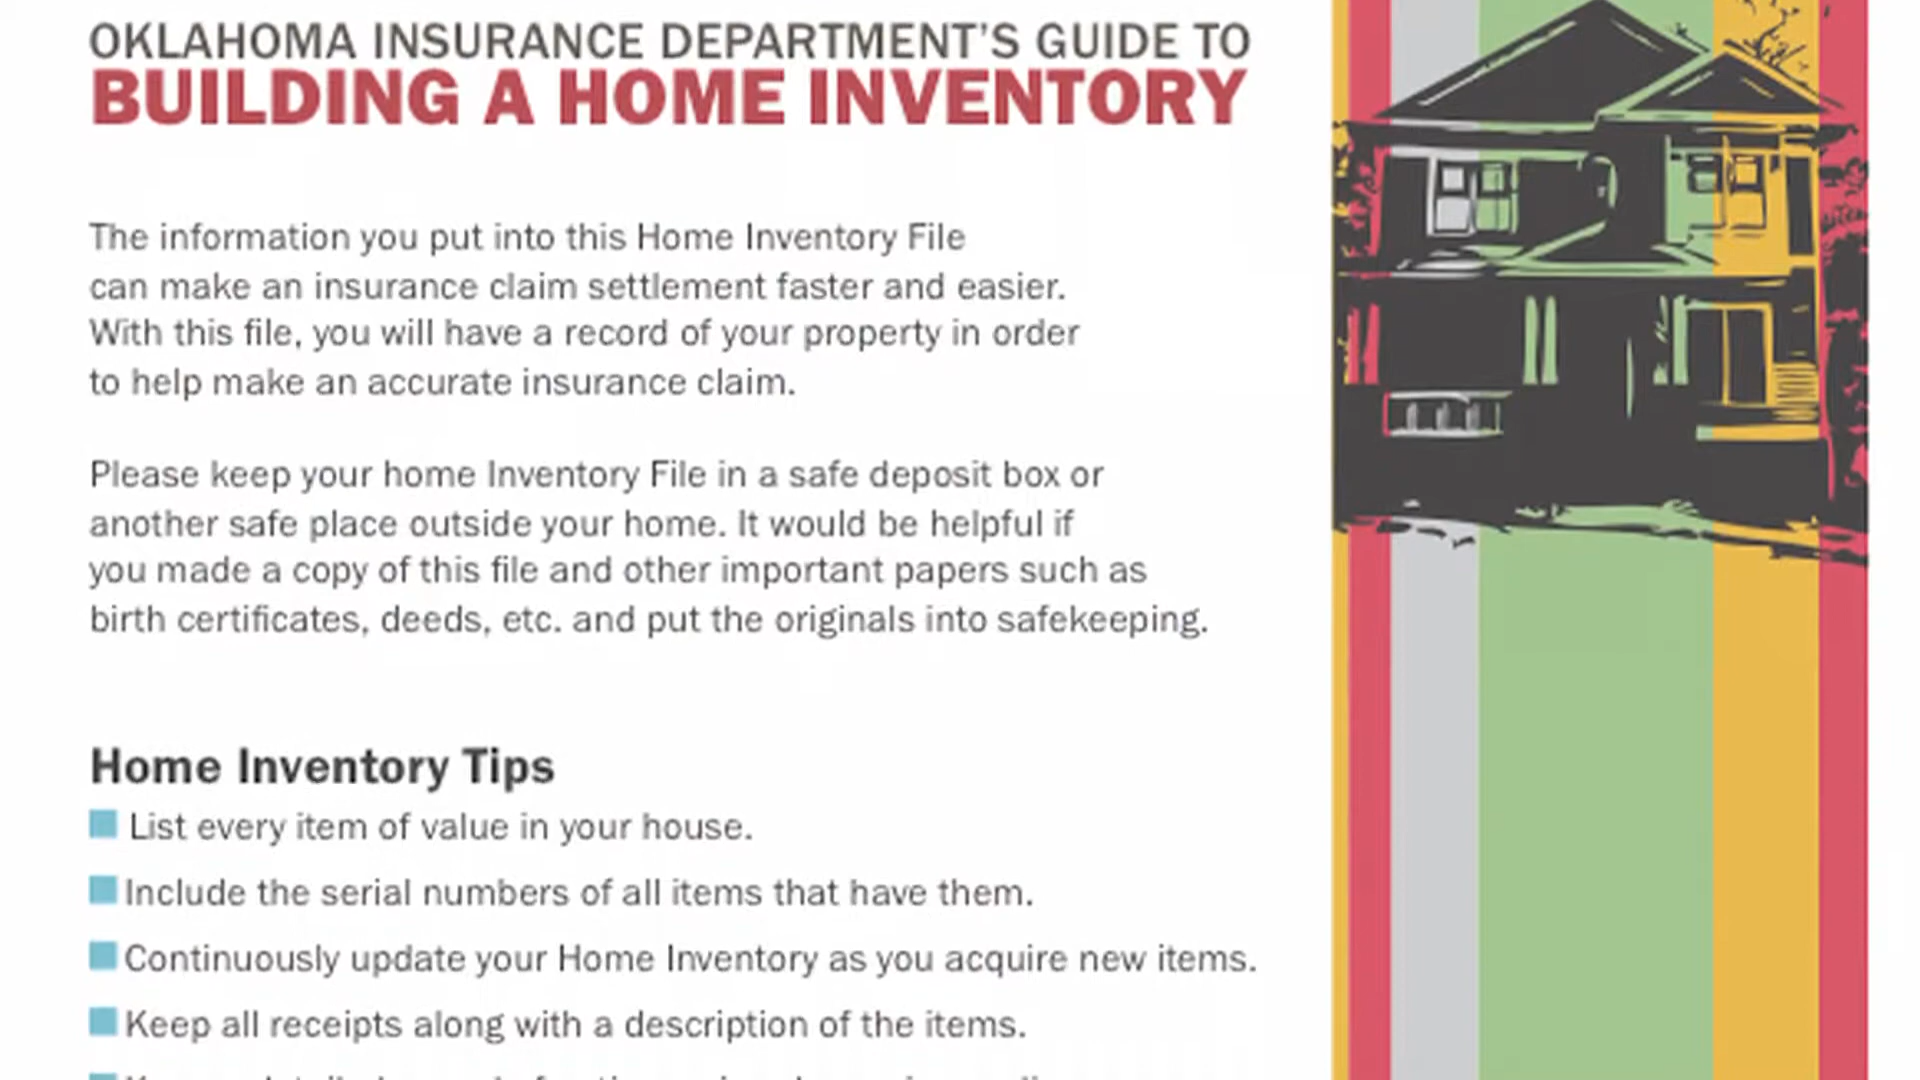 OKLAHOMA INSURANCE DEPARTMENT'S GUIDE TO
BUILDING A HOME INVENTORY
The information you put into this Home Inventory File
can make an insurance claim settlement faster and easier.
With this file, you will have a record of your property in order
to help make an accurate insurance claim.
Please keep your home Inventory File in a safe deposit box or
another safe place outside your home. It would be helpful if
you made a copy of this file and other important papers such as
birth certificates, deeds, etc. and put the originals into safekeeping.
Home Inventory Tips
List every item of value in your house.
Include the serial numbers of all items that have them.
Continuously update your Home Inventory as you acquire new items.
Keep all receipts along with a description of the items.